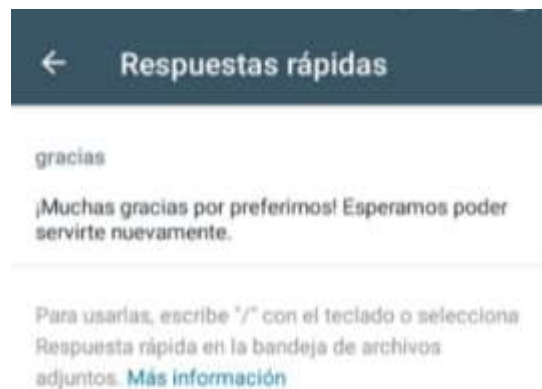 Respuestas rápidas
gracias
¡Muchas gracias por preferirnos! Esperamos poder
servirte nuevamente.
Para usarlas, escribe "/" con el teclado o selecciona
Respuesta rápida en la bandeja de archivos
adjuntos. Más información